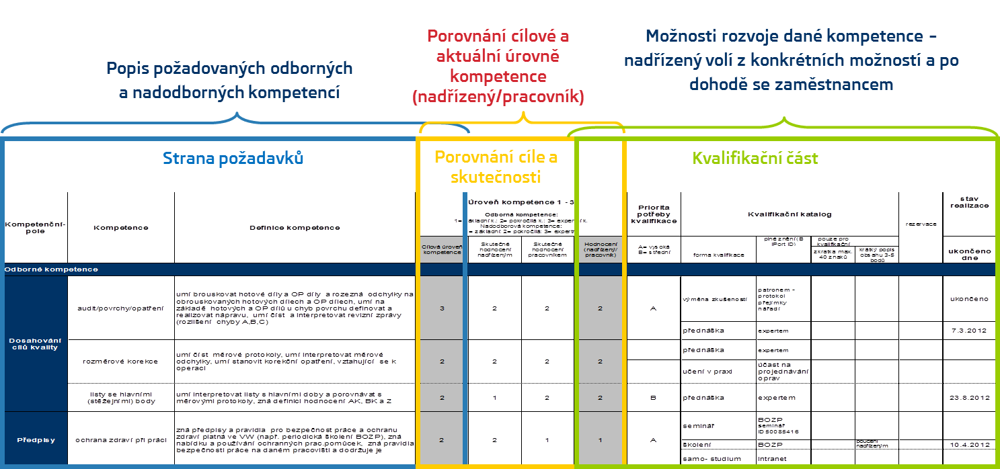 Popis požadovaných odborných
a nadodborných kompetencí
Porovnání cílové a
aktuální úrovně
kompetence
(nadřízený/pracovník)
Možnosti rozvoje dané kompetence –
nadřízený volí z konkrétních možností a po
dohodě se zaměstnancem
Strana požadavků
Porovnání cíle a
skutečnosti
Kvalifikační část
Kompetenční-
pole
Kompetence
Definice kompetence
Úroveň kompetence 1 - 3
Odborná kompetence:
1= základní k.: 2= pokročilá k.: 3= expertní k.
Nadoborová kompetence:
= základní: 2= pokročilá: 3= expertn
Cílová úroveň
kompetence
Skutečné
hodnocení
nadřízeným
Skutečné
hodnocení
pracovníkem
Hodnocení
(nadřízený/
pracovník)
Priorita
potřeby
kvalifikace
A= vysoká
B= střední
Kvalifikační katalog
forma kvalifikace
plné znění (B
IPort ID)
pouze pro
kvalifikační
zkratka max.
40 znaků
krátký popis
obsahu 3-5
bodů
rezervace
stav
realizace
ukončeno
dne
Odborné kompetence
Dosahování
cílů kvality
audit/povrchy/opatření
umí brouskovat hotové díly a OP díly a rozezná odchylky na
obrouskovaných hotových dílech a OP dílech, umí na
základě hotových a OP dílů u chyb povrchu definovat a
realizovat nápravu, umí číst a interpretovat revizní zprávy
(rozlišení chyby A,B,C)
3
2
2
2
A
výměna zkušeností
patronem -
protokol
přejímky
nářadí
ukončeno
přednáška
expertem
7.3.2012
rozměrové korekce
umí číst měrové protokoly, umí interpretovat měrové
odchylky, umí stanovit korekční opatření, vztahující se k
operaci
2
2
2
2
přednáška
expertem
učení v praxi
účast na
projednávání
oprav
listy se hlavními
(stěžejními) body
umí interpretovat listy s hlavními doby a porovnávat s
měrovými protokoly, zná definici hodnocení AK, BK a Z
2
1
2
2
B
přednáška
expertem
23.8.2012
Předpisy
ochrana zdraví při práci
zná předpisy a pravidla pro bezpečnost práce a ochranu
zdraví platná ve VW (např. periodická školení BOZP), zná
nabídku a používání ochranných prac.pomůcek, zná pravidla
bezpečnosti práce na daném pracovišti a dodržuje je
2
2
1
1
A
seminář
BOZP
seminář
ID50085416
školení
BOZP
poučení
nadřízeným
10.4.2012
samo- studium
intranet